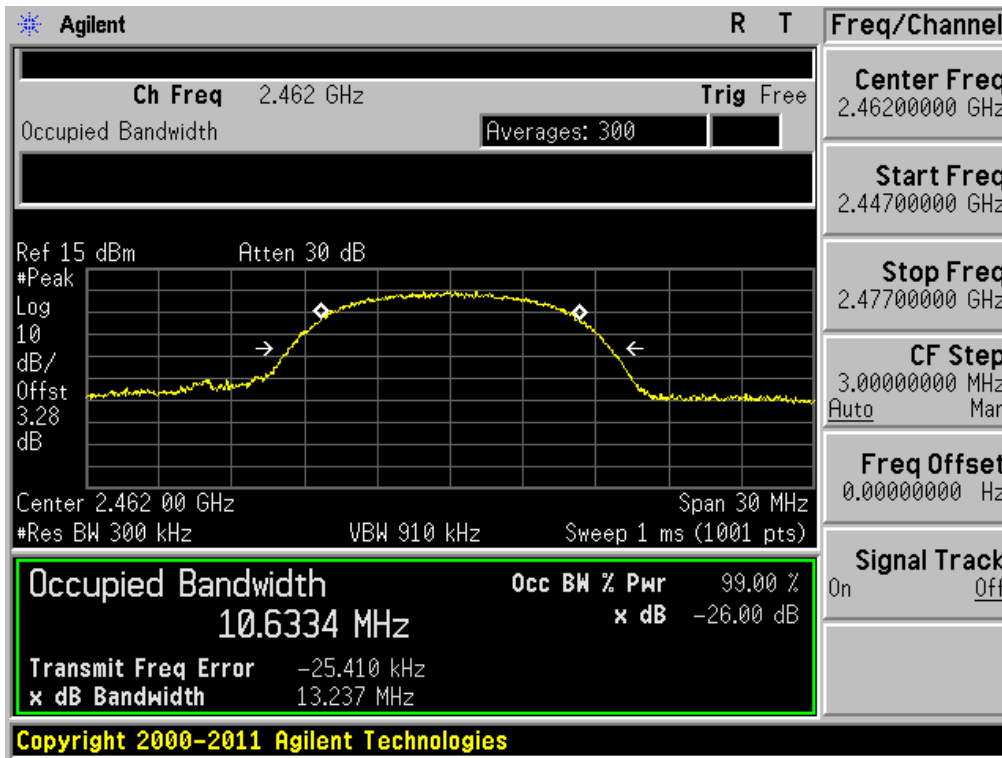 Agilent R T
Ch Freq 2.462 GHz Trig Free
Occupied Bandwidth Averages: 300
Ref 15 dBm Atten 30 dB
#Peak
Log
10
dB/
Offst
3.28
dB
Center 2.462 00 GHz Span 30 MHz
#Res BW 300 kHz VBW 910 kHz Sweep 1 ms (1001 pts)
Occupied Bandwidth Occ BW % Pwr 99.00 %
10.6334 MHz x dB -26.00 dB
Transmit Freq Error -25.410 kHz
x dB Bandwidth 13.237 MHz
Copyright 2000-2011 Agilent Technologies
Freq/Channel
Center Freq
2.46200000 GHz
Start Freq
2.44700000 GHz
Stop Freq
2.47700000 GHz
CF Step
3.00000000 MHz
Auto Man
Freq Offset
0.00000000 Hz
Signal Track
On Off